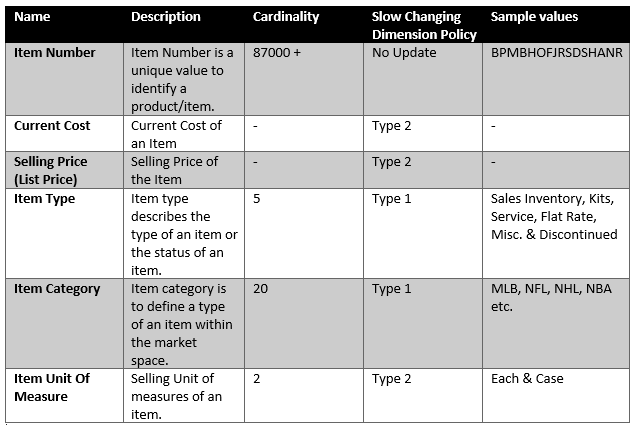 Name Description Cardinality Slow Changing Sample values
Dimension Policy
Item Number Item Number is a 87000 + No Update BPMBHOFJRSDSHANR
unique value to
identify a
product/item.
Current Cost Current Cost of - Type 2 -
an Item
Selling Price Selling Price of - Type 2 -
(List Price) the Item
Item Type Item type 5 Type 1 Sales Inventory, Kits,
describes the Service, Flat Rate,
type of an item or Misc. & Discontinued
the status of an
item.
Item Category Item category is 20 Type 1 MLB, NFL, NHL, NBA
to define a type etc.
of an item within
the market
space.
Item Unit Of Selling Unit of 2 Type 2 Each & Case
Measure measures of an
item.